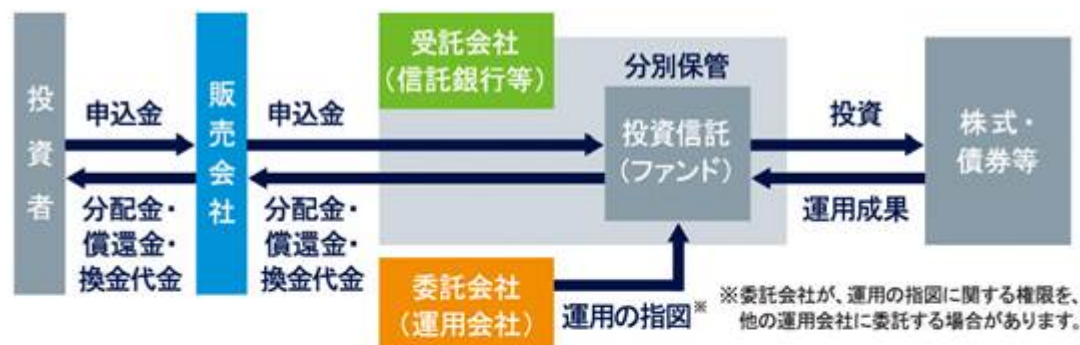 投資者
申込金
分配金・
償還金・
換金代金
販売会社
申込金
分配金・
償還金・
換金代金
受託会社
（信託銀行等）
分別保管
投資信託
（ファンド）
委託会社
（運用会社）
運用の指図※
投資
運用成果
株式・
債券等
※委託会社が、運用の指図に関する権限を、
他の運用会社に委託する場合があります。